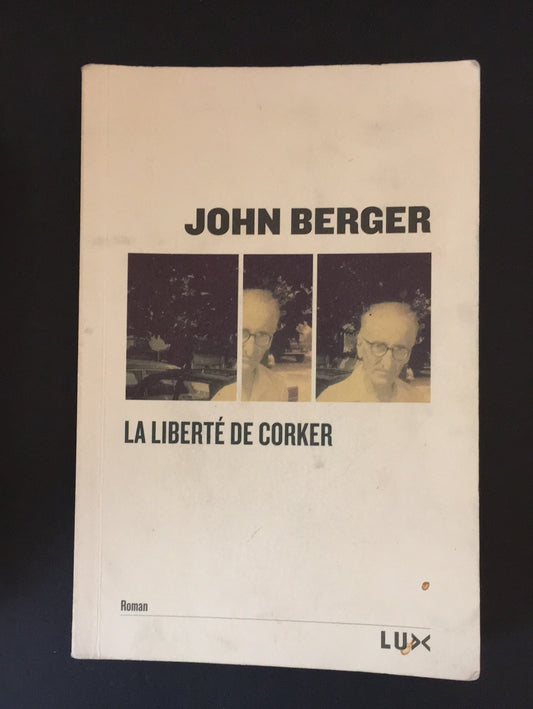 JOHN BERGER
LA LIBERTÉ DE CORKER
Roman
LUX